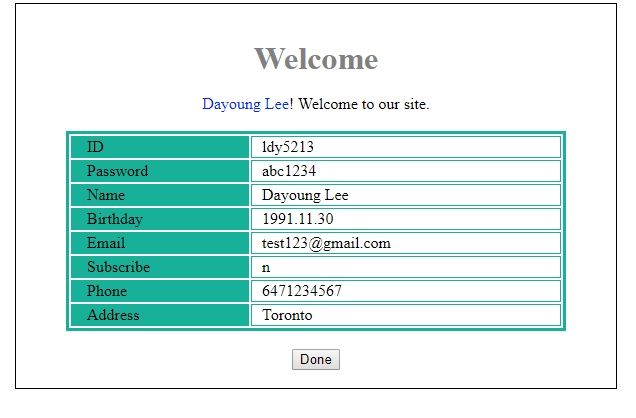 Welcome
Dayoung Lee! Welcome to our site.
ID ldy5213
Password abc1234
Name Dayoung Lee
Birthday 1991.11.30
Email test123@gmail.com
Subscribe n
Phone 6471234567
Address Toronto
Done